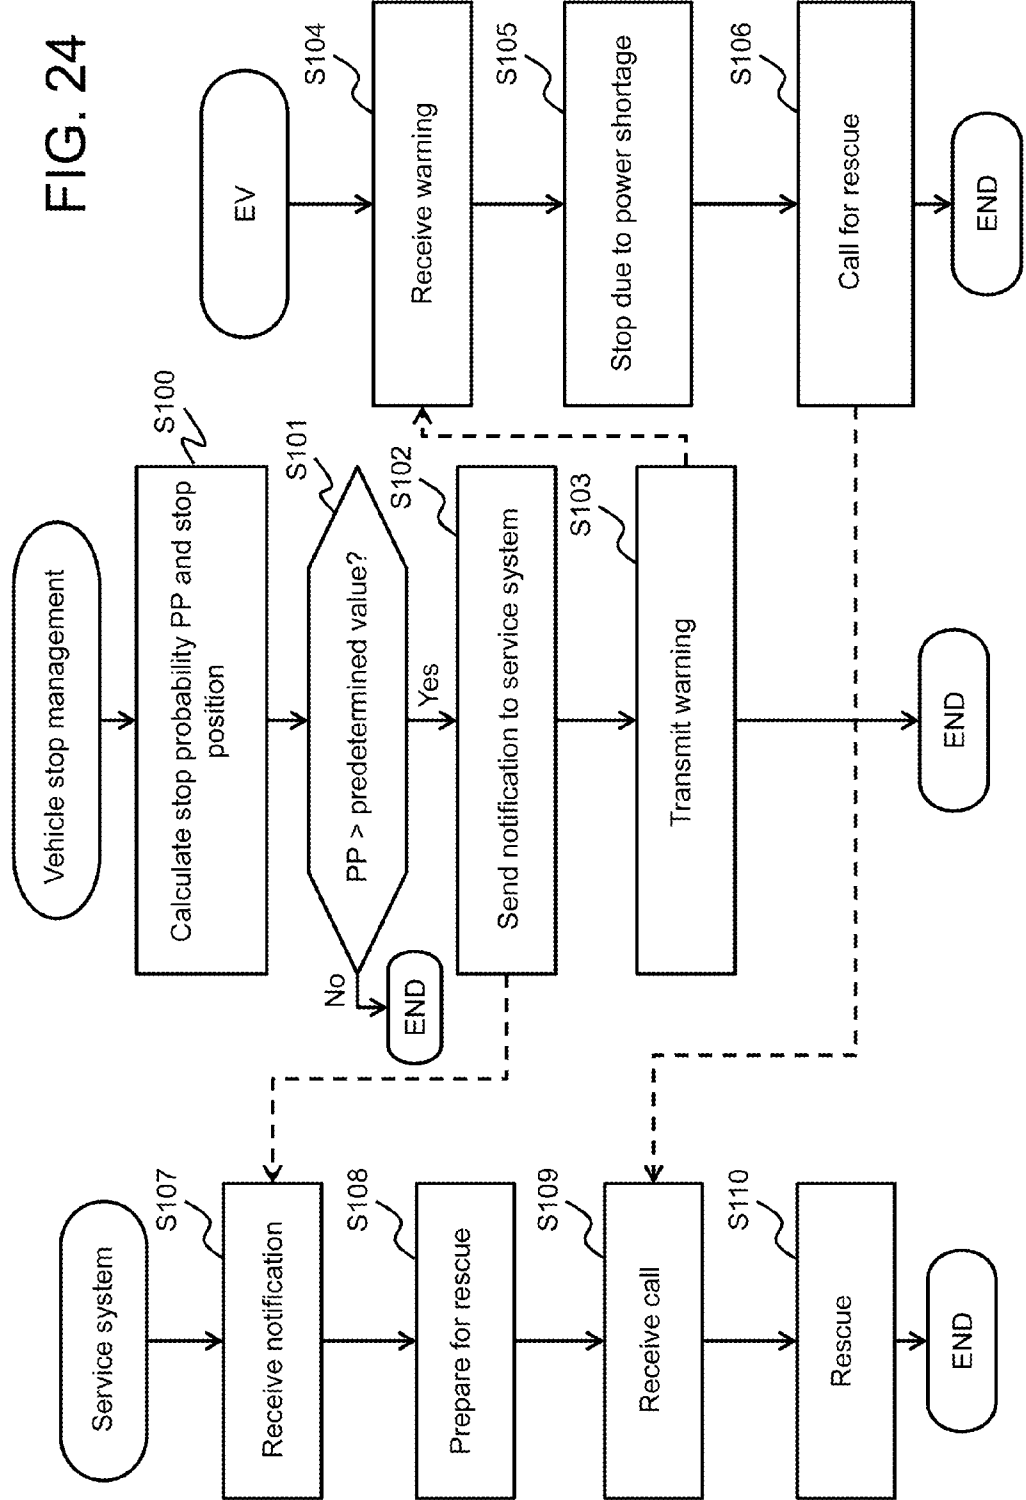 FIG. 24
Service system
S107
Receive notification
S108
Prepare for rescue
S109
Receive call
S110
Rescue
END
Vehicle stop management
S100
Calculate stop probability PP and stop
position
S101
PP > predetermined value?
No
END
Yes
S102
Send notification to service system
S103
Transmit warning
END
EV
S104
Receive warning
S105
Stop due to power shortage
S106
Call for rescue
END